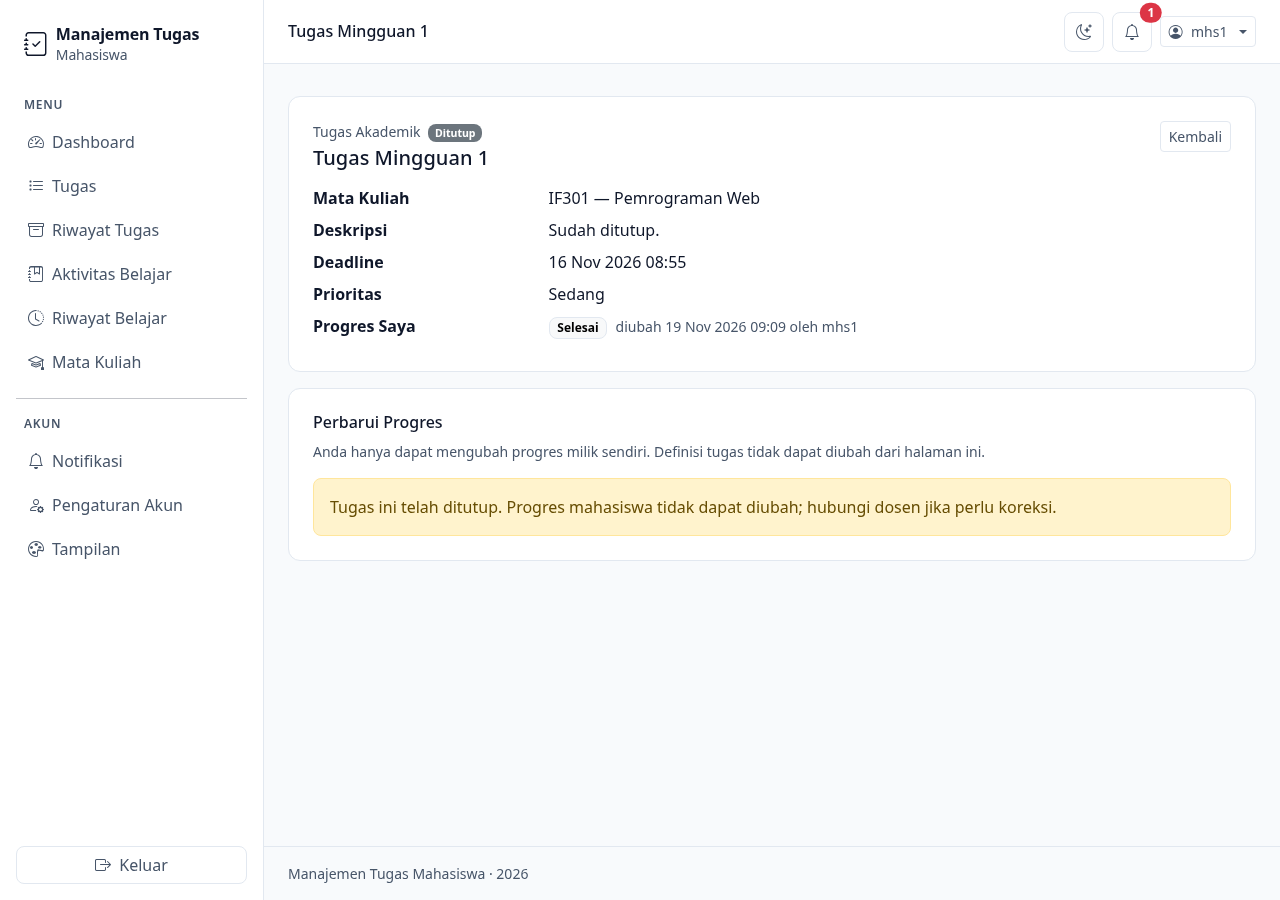 Manajemen Tugas
Mahasiswa
MENU
Dashboard
Tugas
Riwayat Tugas
Aktivitas Belajar
Riwayat Belajar
Mata Kuliah
AKUN
Notifikasi
Pengaturan Akun
Tampilan
Keluar
Tugas Mingguan 1
1
mhs1
Tugas Akademik Ditutup
Kembali
Tugas Mingguan 1
Mata Kuliah IF301 — Pemrograman Web
Deskripsi Sudah ditutup.
Deadline 16 Nov 2026 08:55
Prioritas Sedang
Progres Saya Selesai diubah 19 Nov 2026 09:09 oleh mhs1
Perbarui Progres
Anda hanya dapat mengubah progres milik sendiri. Definisi tugas tidak dapat diubah dari halaman ini.
Tugas ini telah ditutup. Progres mahasiswa tidak dapat diubah; hubungi dosen jika perlu koreksi.
Manajemen Tugas Mahasiswa · 2026